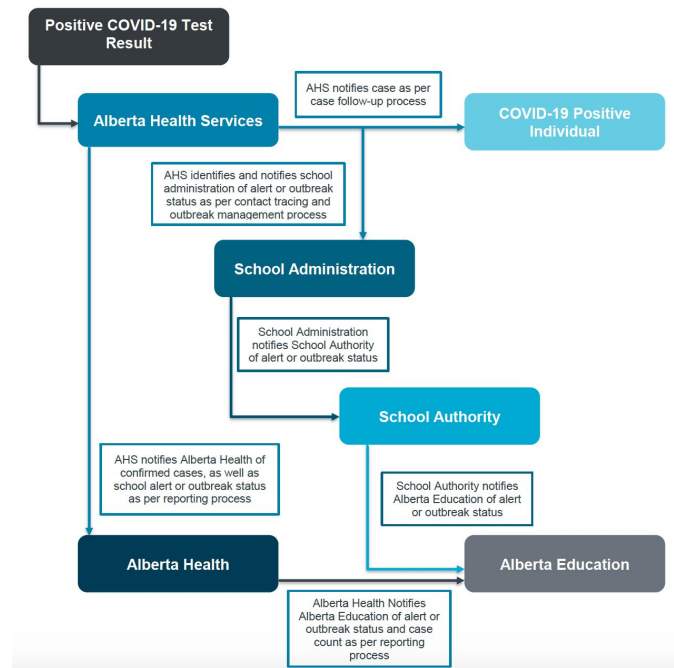 Positive COVID-19 Test
Result
AHS notifies case as per
case follow-up process
Alberta Health Services
COVID-19 Positive
Individual
AHS identifies and notifies school
administration of alert or outbreak
status as per contact tracing and
outbreak management process
School Administration
School Administration
notifies School Authority
of alert or outbreak status
School Authority
AHS notifies Alberta Health of
confirmed cases, as well as
school alert or outbreak status
as per reporting process
School Authority notifies
Alberta Education of alert
or outbreak status
Alberta Health
Alberta Education
Alberta Health Notifies
Alberta Education of alert or
outbreak status and case
count as per reporting
process